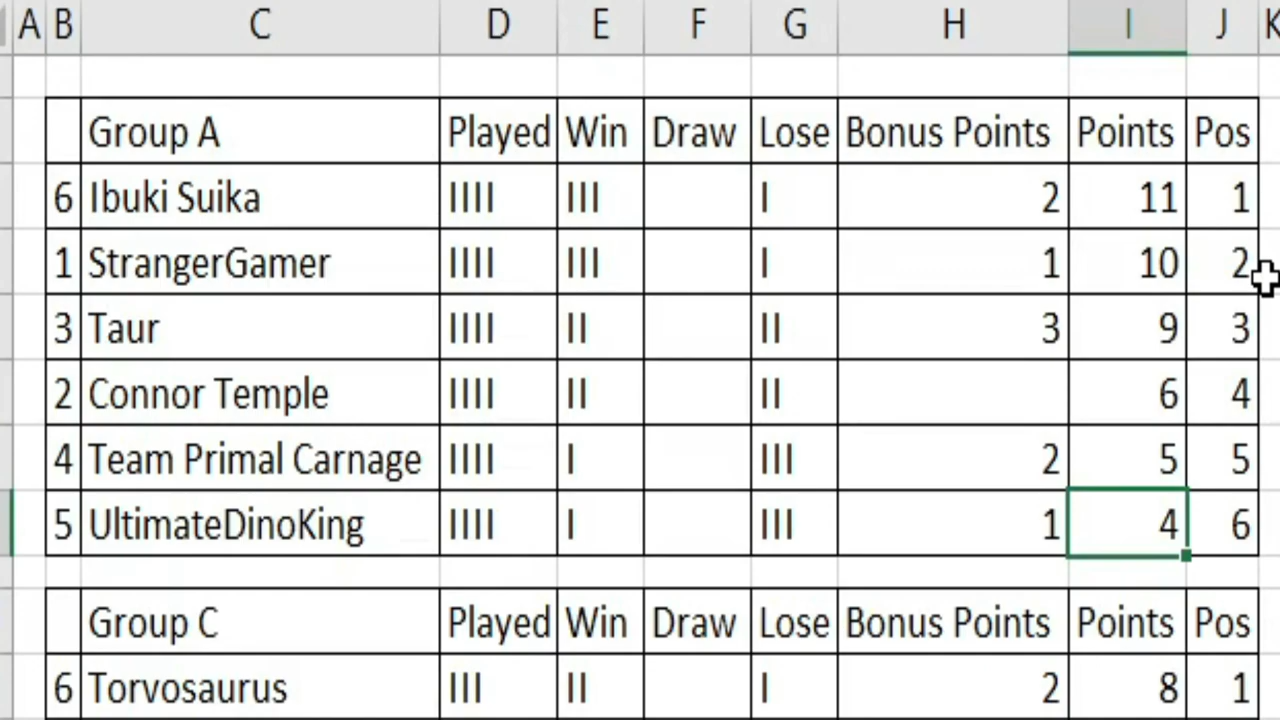 A B C D E F G H I J K
Group A Played Win Draw Lose Bonus Points Points Pos
6 Ibuki Suika IIII III I 2 11 1
1 StrangerGamer IIII III I 1 10 2
3 Taur IIII II II 3 9 3
2 Connor Temple IIII II II 6 4
4 Team Primal Carnage IIII I III 2 5 5
5 UltimateDinoKing IIII I III 1 4 6
Group C Played Win Draw Lose Bonus Points Points Pos
6 Torvosaurus III II I 2 8 1